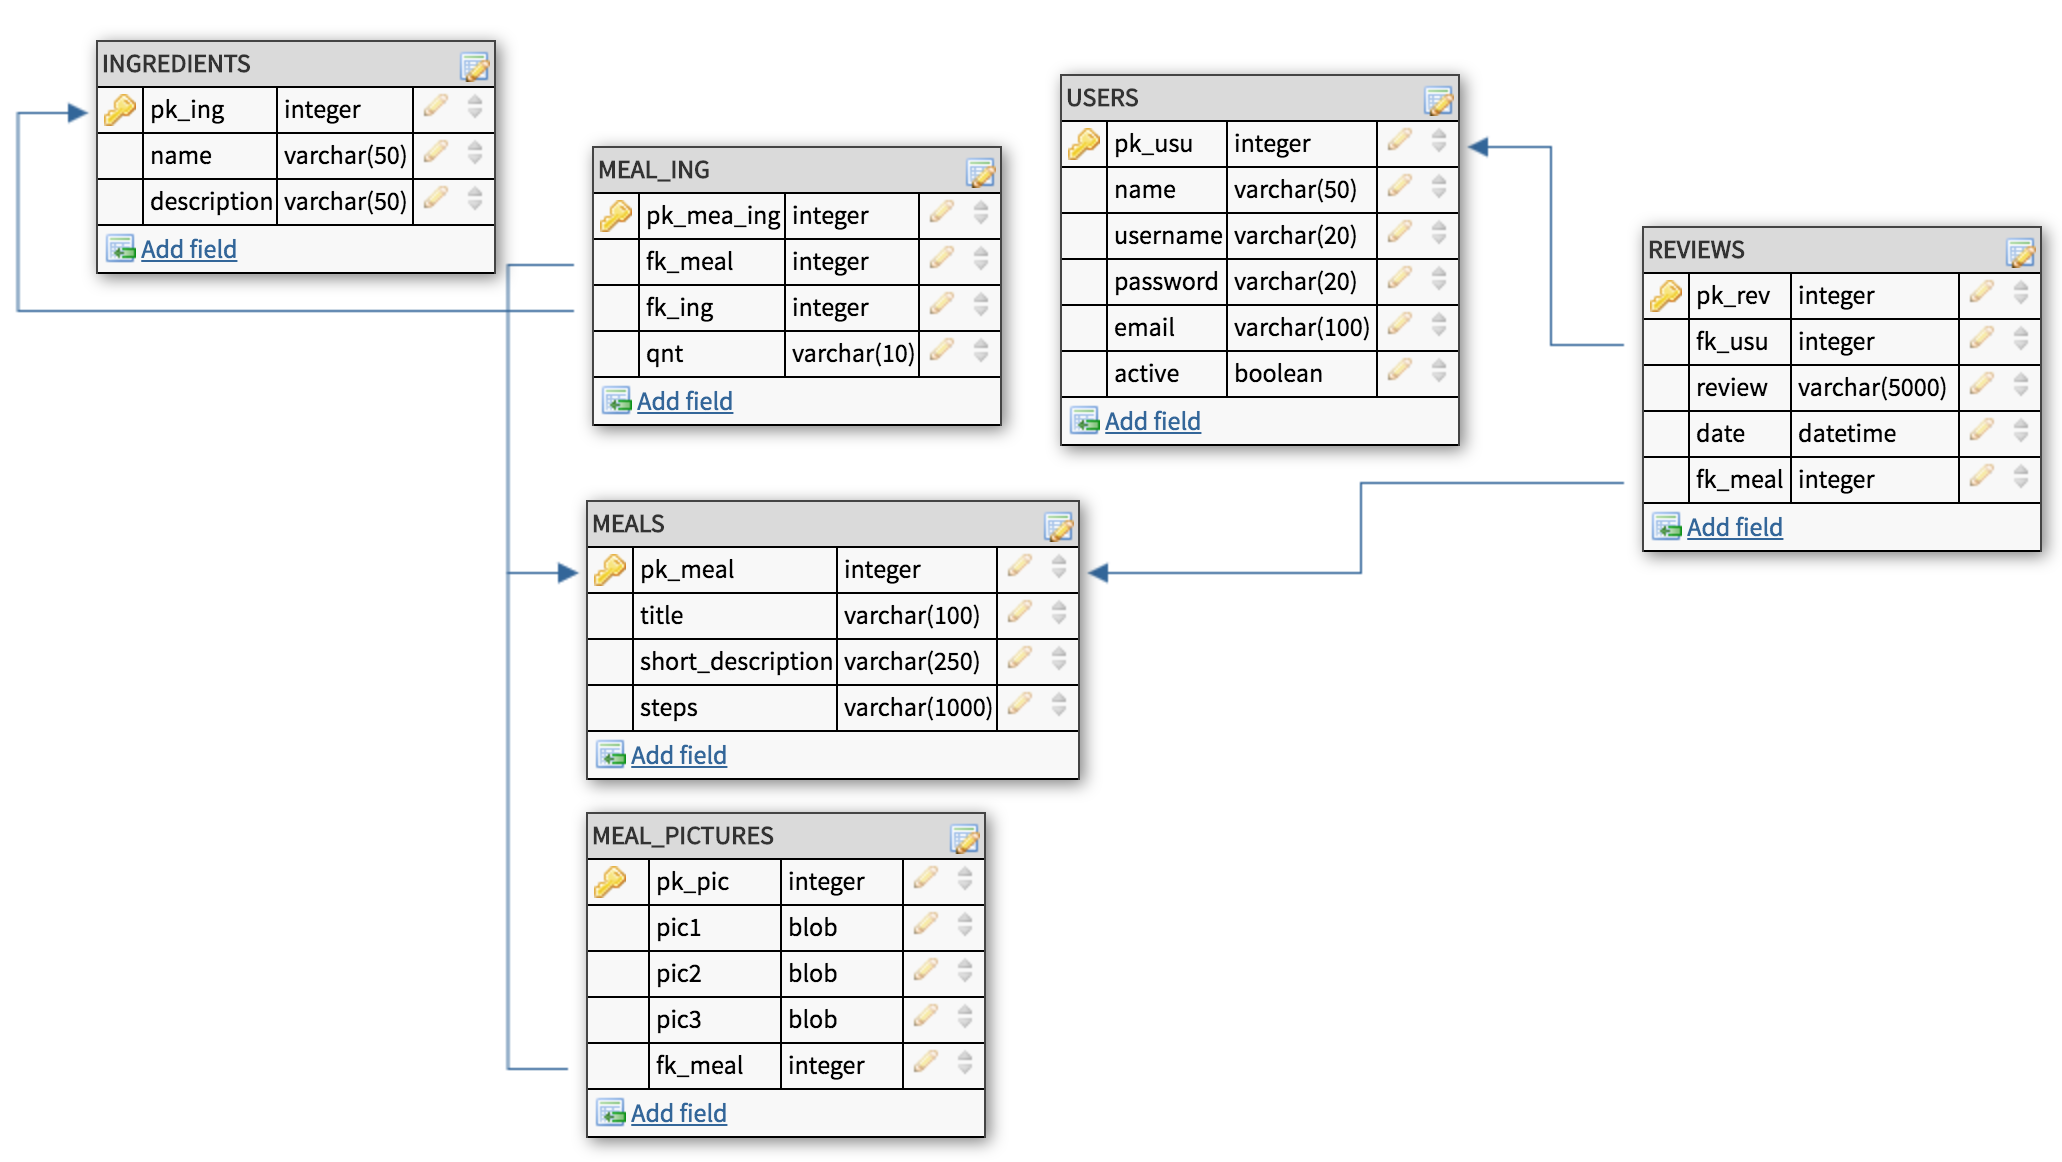 INGREDIENTS
pk_ing integer
name varchar(50)
description varchar(50)
Add field
MEAL_ING
pk_mea_ing integer
fk_meal integer
fk_ing integer
qnt varchar(10)
Add field
USERS
pk_usu integer
name varchar(50)
username varchar(20)
password varchar(20)
email varchar(100)
active boolean
Add field
REVIEWS
pk_rev integer
fk_usu integer
review varchar(5000)
date datetime
fk_meal integer
Add field
MEALS
pk_meal integer
title varchar(100)
short_description varchar(250)
steps varchar(1000)
Add field
MEAL_PICTURES
pk_pic integer
pic1 blob
pic2 blob
pic3 blob
fk_meal integer
Add field